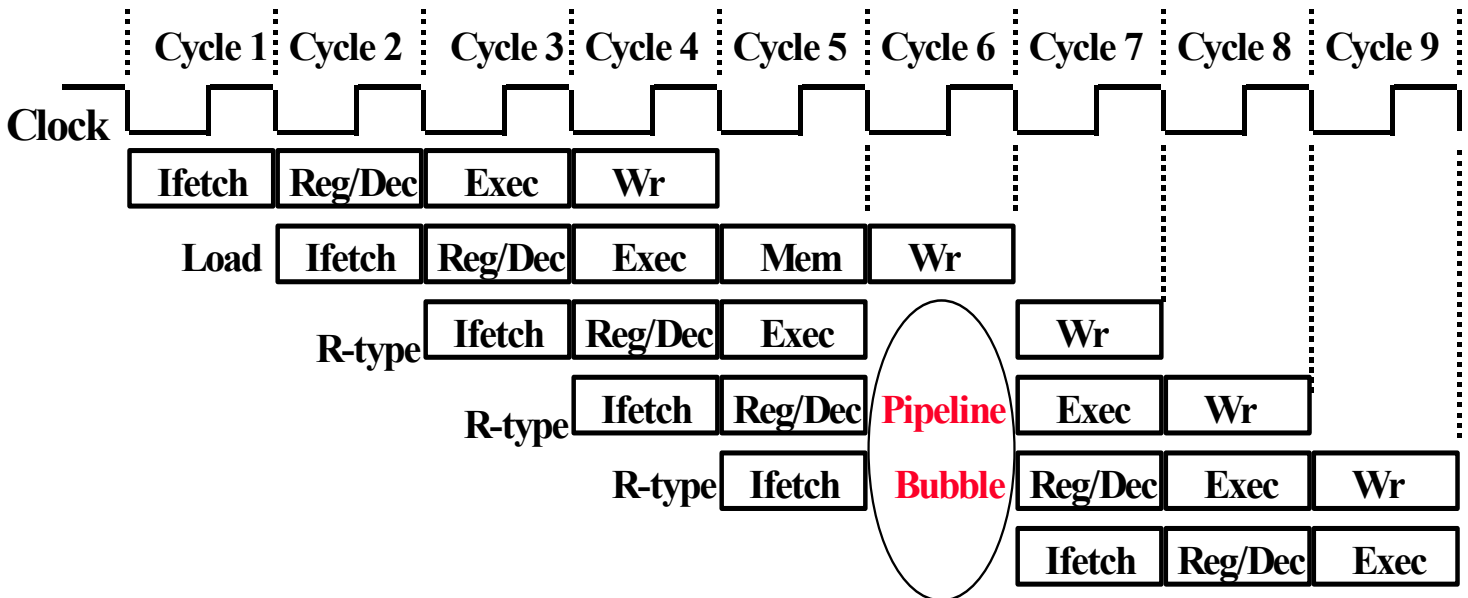 Cycle 1 Cycle 2 Cycle 3 Cycle 4 Cycle 5 Cycle 6 Cycle 7 Cycle 8 Cycle 9
Clock
Ifetch Reg/Dec Exec Wr
Load Ifetch Reg/Dec Exec Mem Wr
R-type Ifetch Reg/Dec Exec Wr
R-type Ifetch Reg/Dec Pipeline Exec Wr
R-type Ifetch Bubble Reg/Dec Exec Wr
Ifetch Reg/Dec Exec